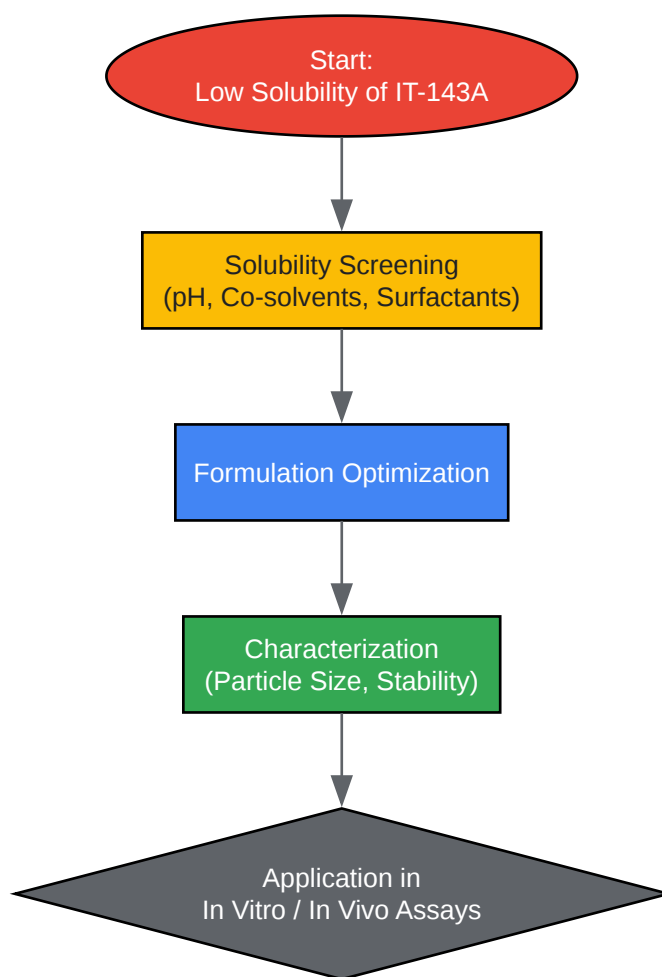 Start:
Low Solubility of IT-143A
Solubility Screening
(pH, Co-solvents, Surfactants)
Formulation Optimization
Characterization
(Particle Size, Stability)
Application in
In Vitro / In Vivo Assays